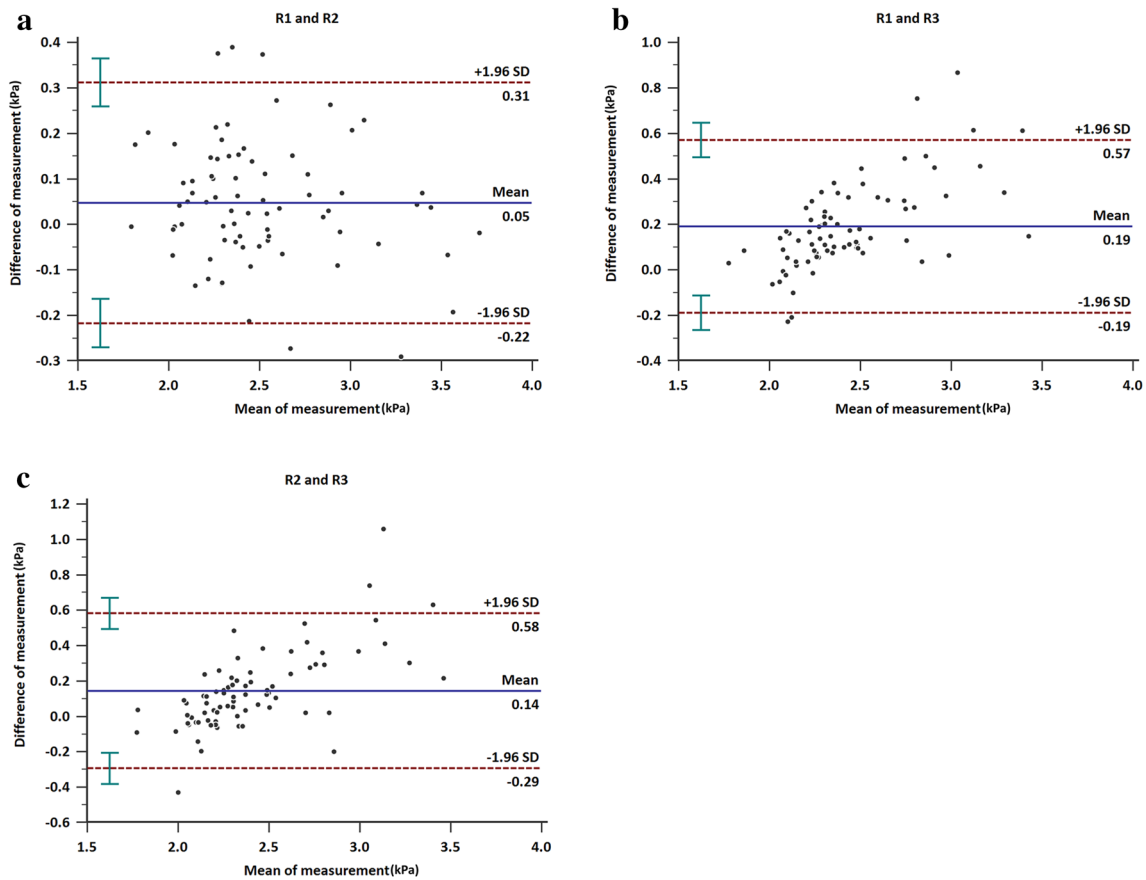 a
R1 and R2
0.4
0.3
0.2
0.1
0.0
-0.1
-0.2
-0.3
Difference of measurement (kPa)
+1.96 SD
0.31
Mean
0.05
-1.96 SD
-0.22
1.5 2.0 2.5 3.0 3.5 4.0
Mean of measurement (kPa)
b
R1 and R3
1.0
0.8
0.6
0.4
0.2
0.0
-0.2
-0.4
Diffrence of measurement (kPa)
+1.96 SD
0.57
Mean
0.19
-1.96 SD
-0.19
1.5 2.0 2.5 3.0 3.5 4.0
Mean of measurement (kPa)
c
R2 and R3
1.2
1.0
0.8
0.6
0.4
0.2
0.0
-0.2
-0.4
-0.6
Difference of measurement (kPa)
+1.96 SD
0.58
Mean
0.14
-1.96 SD
-0.29
1.5 2.0 2.5 3.0 3.5 4.0
Mean of measurement (kPa)